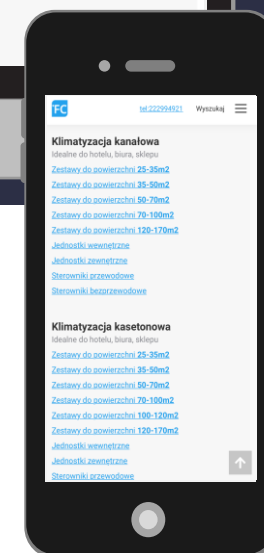 FC
tel.222994921 Wyszukaj
Klimatyzacja kanałowa
Idealne do hotelu, biura, sklepu
Zestawy do powierzchni 25-35m2
Zestawy do powierzchni 35-50m2
Zestawy do powierzchni 50-70m2
Zestawy do powierzchni 70-100m2
Zestawy do powierzchni 120-170m2
Jednostki wewnętrzne
Jednostki zewnętrzne
Sterowniki przewodowe
Sterowniki bezprzewodowe
Klimatyzacja kasetonowa
Idealne do hotelu, biura, sklepu
Zestawy do powierzchni 25-35m2
Zestawy do powierzchni 35-50m2
Zestawy do powierzchni 50-70m2
Zestawy do powierzchni 70-100m2
Zestawy do powierzchni 100-120m2
Zestawy do powierzchni 120-170m2
Jednostki wewnętrzne
Jednostki zewnętrzne
Sterowniki przewodowe